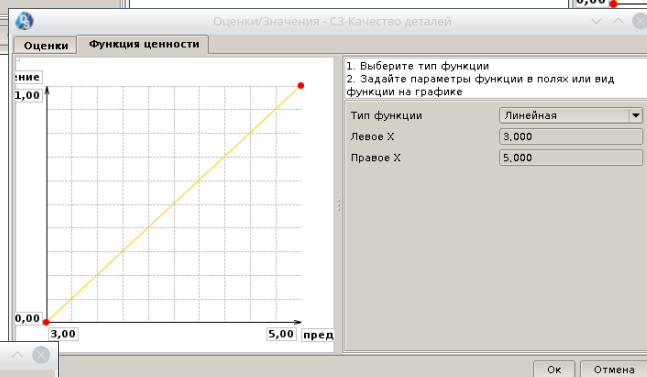 0,00
Оценки/Значения - С3-Качество деталей
Оценки
Функция ценности
ение
1,00
0,00
3,00
5,00
пред
1. Выберите тип функции
2. Задайте параметры функции в полях или вид
функции на графике
Тип функции
Линейная
Левое X
3,000
Правое X
5,000
Ок
Отмена